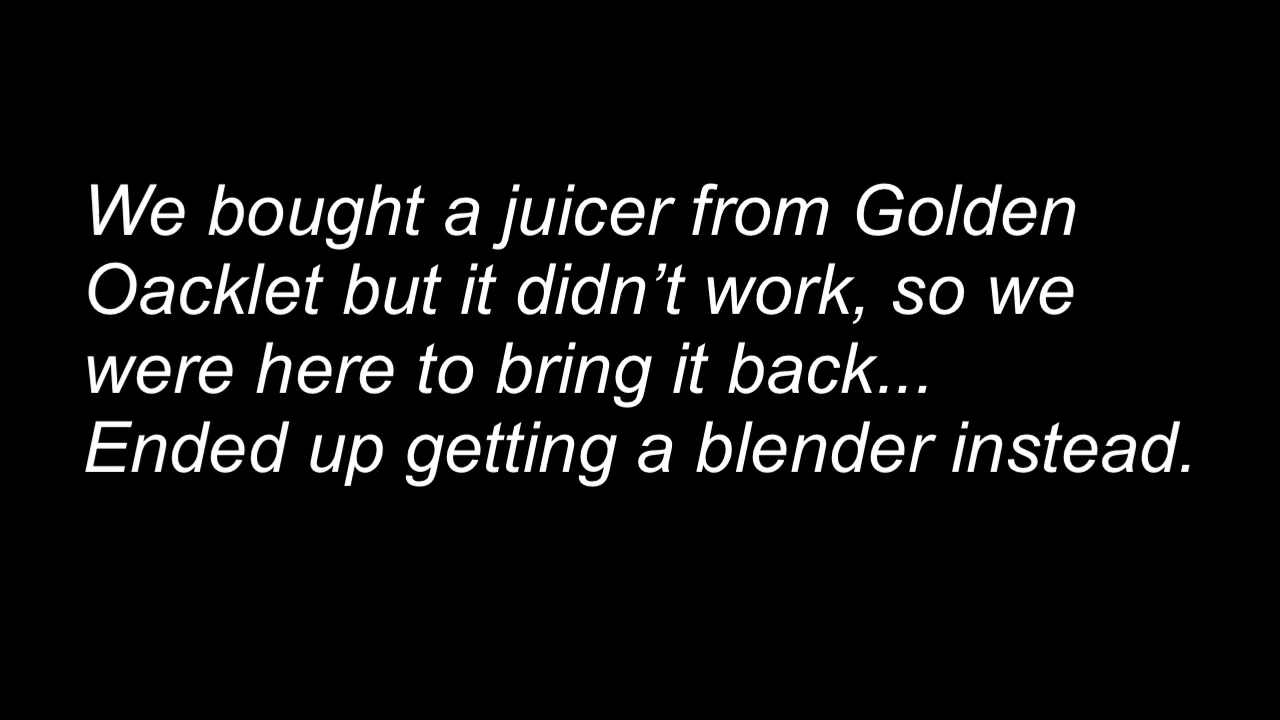 We bought a juicer from Golden
Oacklet but it didn’t work, so we
were here to bring it back...
Ended up getting a blender instead.